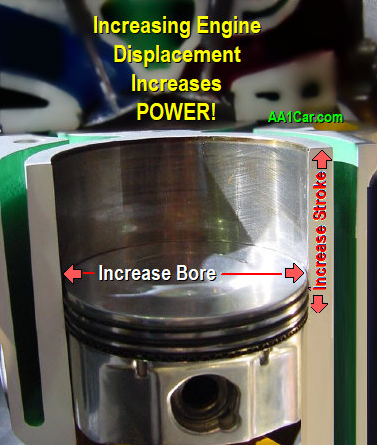 Increasing Engine
Displacement
Increases
POWER!
AA1Car.com
Increase Stroke
Increase Bore